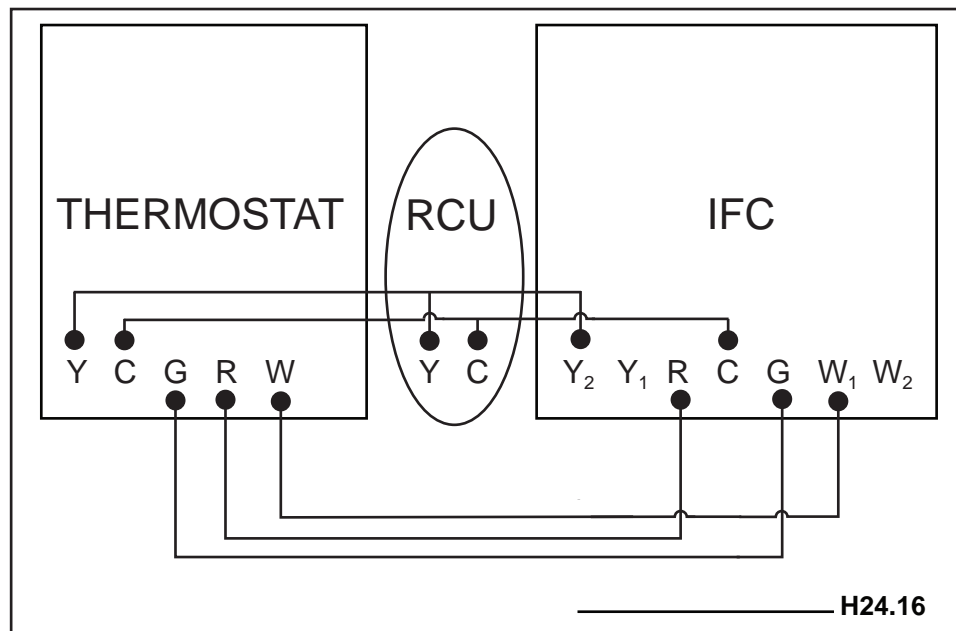 THERMOSTAT RCU IFC
Y C G R W Y C Y₂ Y₁ R C G W₁ W₂
H24.16